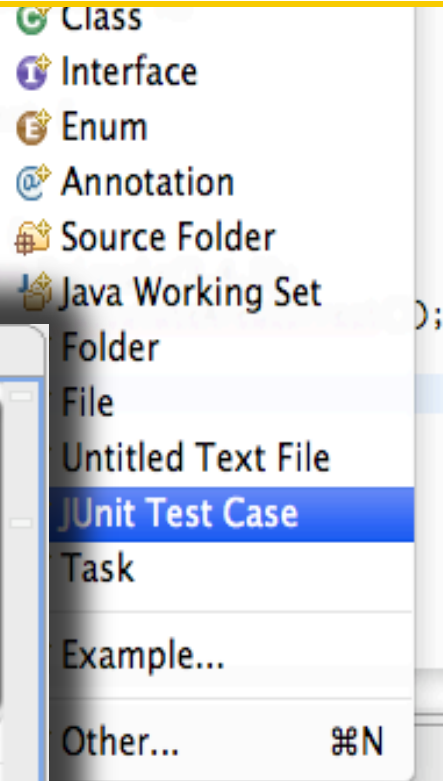 Class
Interface
Enum
Annotation
Source Folder
Java Working Set
);
Folder
File
Untitled Text File
JUnit Test Case
Task
Example...
Other... ⌘N